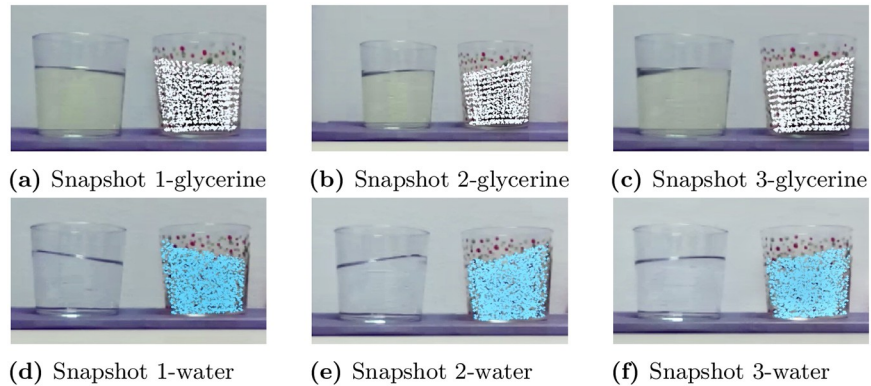 (a) Snapshot 1-glycerine (b) Snapshot 2-glycerine (c) Snapshot 3-glycerine
(d) Snapshot 1-water (e) Snapshot 2-water (f) Snapshot 3-water